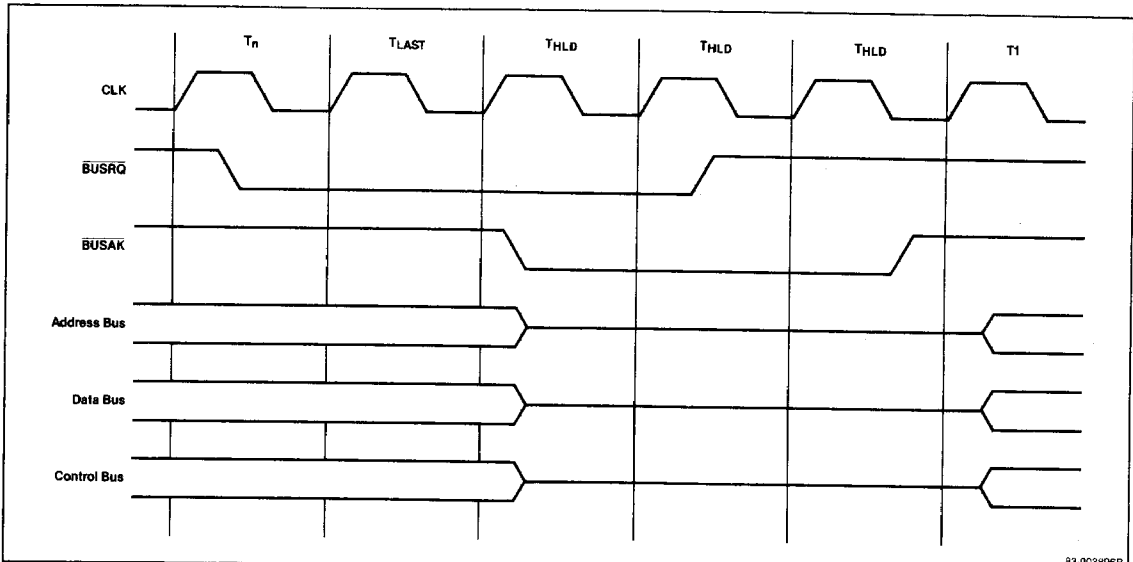 Tn TLAST THLD THLD THLD T1
CLK
BUSRQ
BUSAK
Address Bus
Data Bus
Control Bus